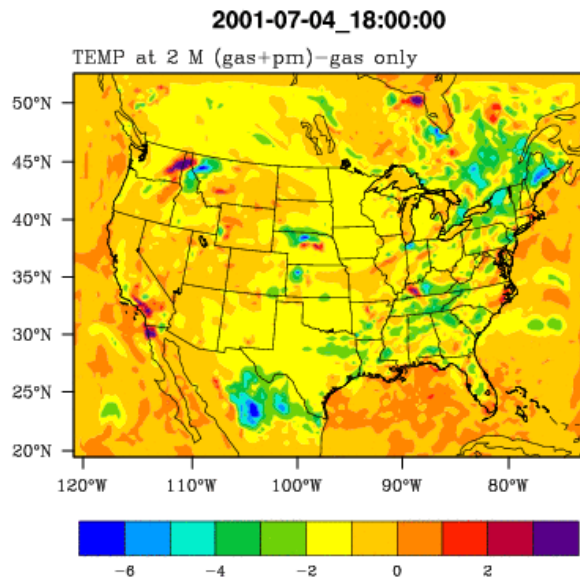 2001-07-04_18:00:00
TEMP at 2 M (gas+pm)-gas only
50°N
45°N
40°N
35°N
30°N
25°N
20°N
120°W 110°W 100°W 90°W 80°W
-6 -4 -2 0 2